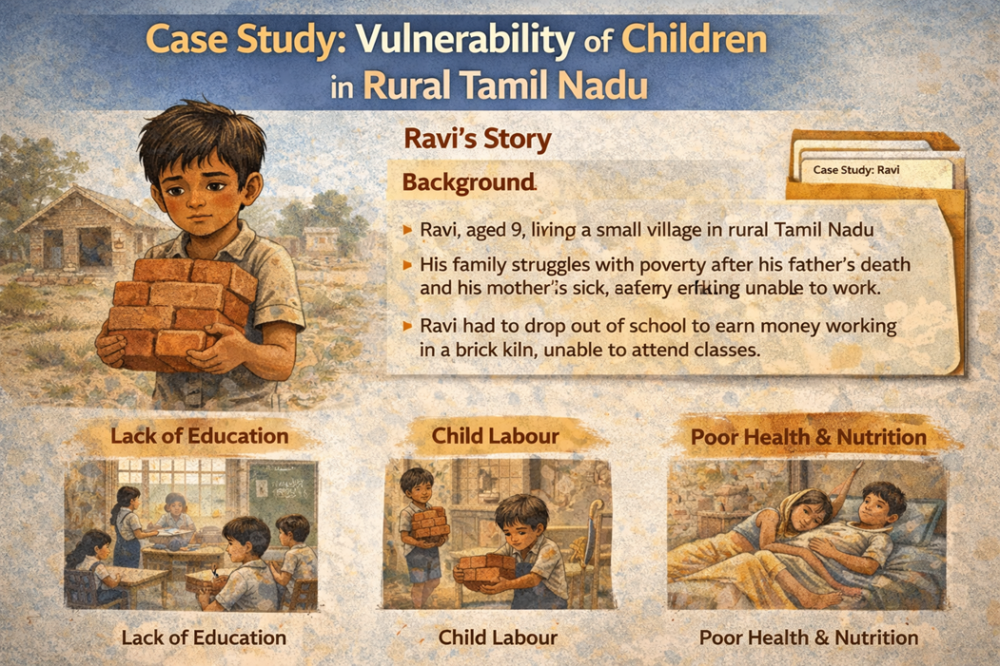 Case Study: Vulnerability of Children
in Rural Tamil Nadu
Ravi's Story
Background
Case Study: Ravi
Ravi, aged 9, living a small village in rural Tamil Nadu
His family struggles with poverty after his father's death
and his mother's sick, unable to work.
Ravi had to drop out of school to earn money working
in a brick kiln, unable to attend classes.
Lack of Education
Child Labour
Poor Health & Nutrition
Lack of Education
Child Labour
Poor Health & Nutrition